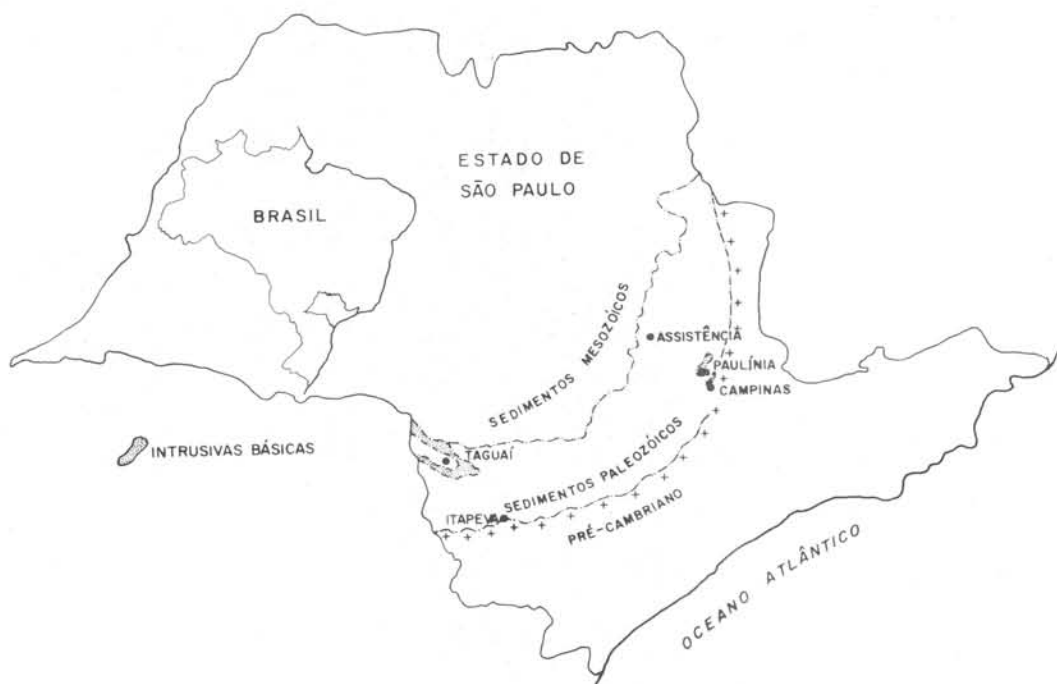 ESTADO DE
SÃO PAULO
BRASIL
SEDIMENTOS MESOZÓICOS
ASSISTÊNCIA
PAULÍNIA
CAMPINAS
INTRUSIVAS BÁSICAS
TAGUAÍ
SEDIMENTOS PALEOZÓICOS
ITAPEVA
PRÉ-CAMBRIANO
OCEANO ATLÂNTICO